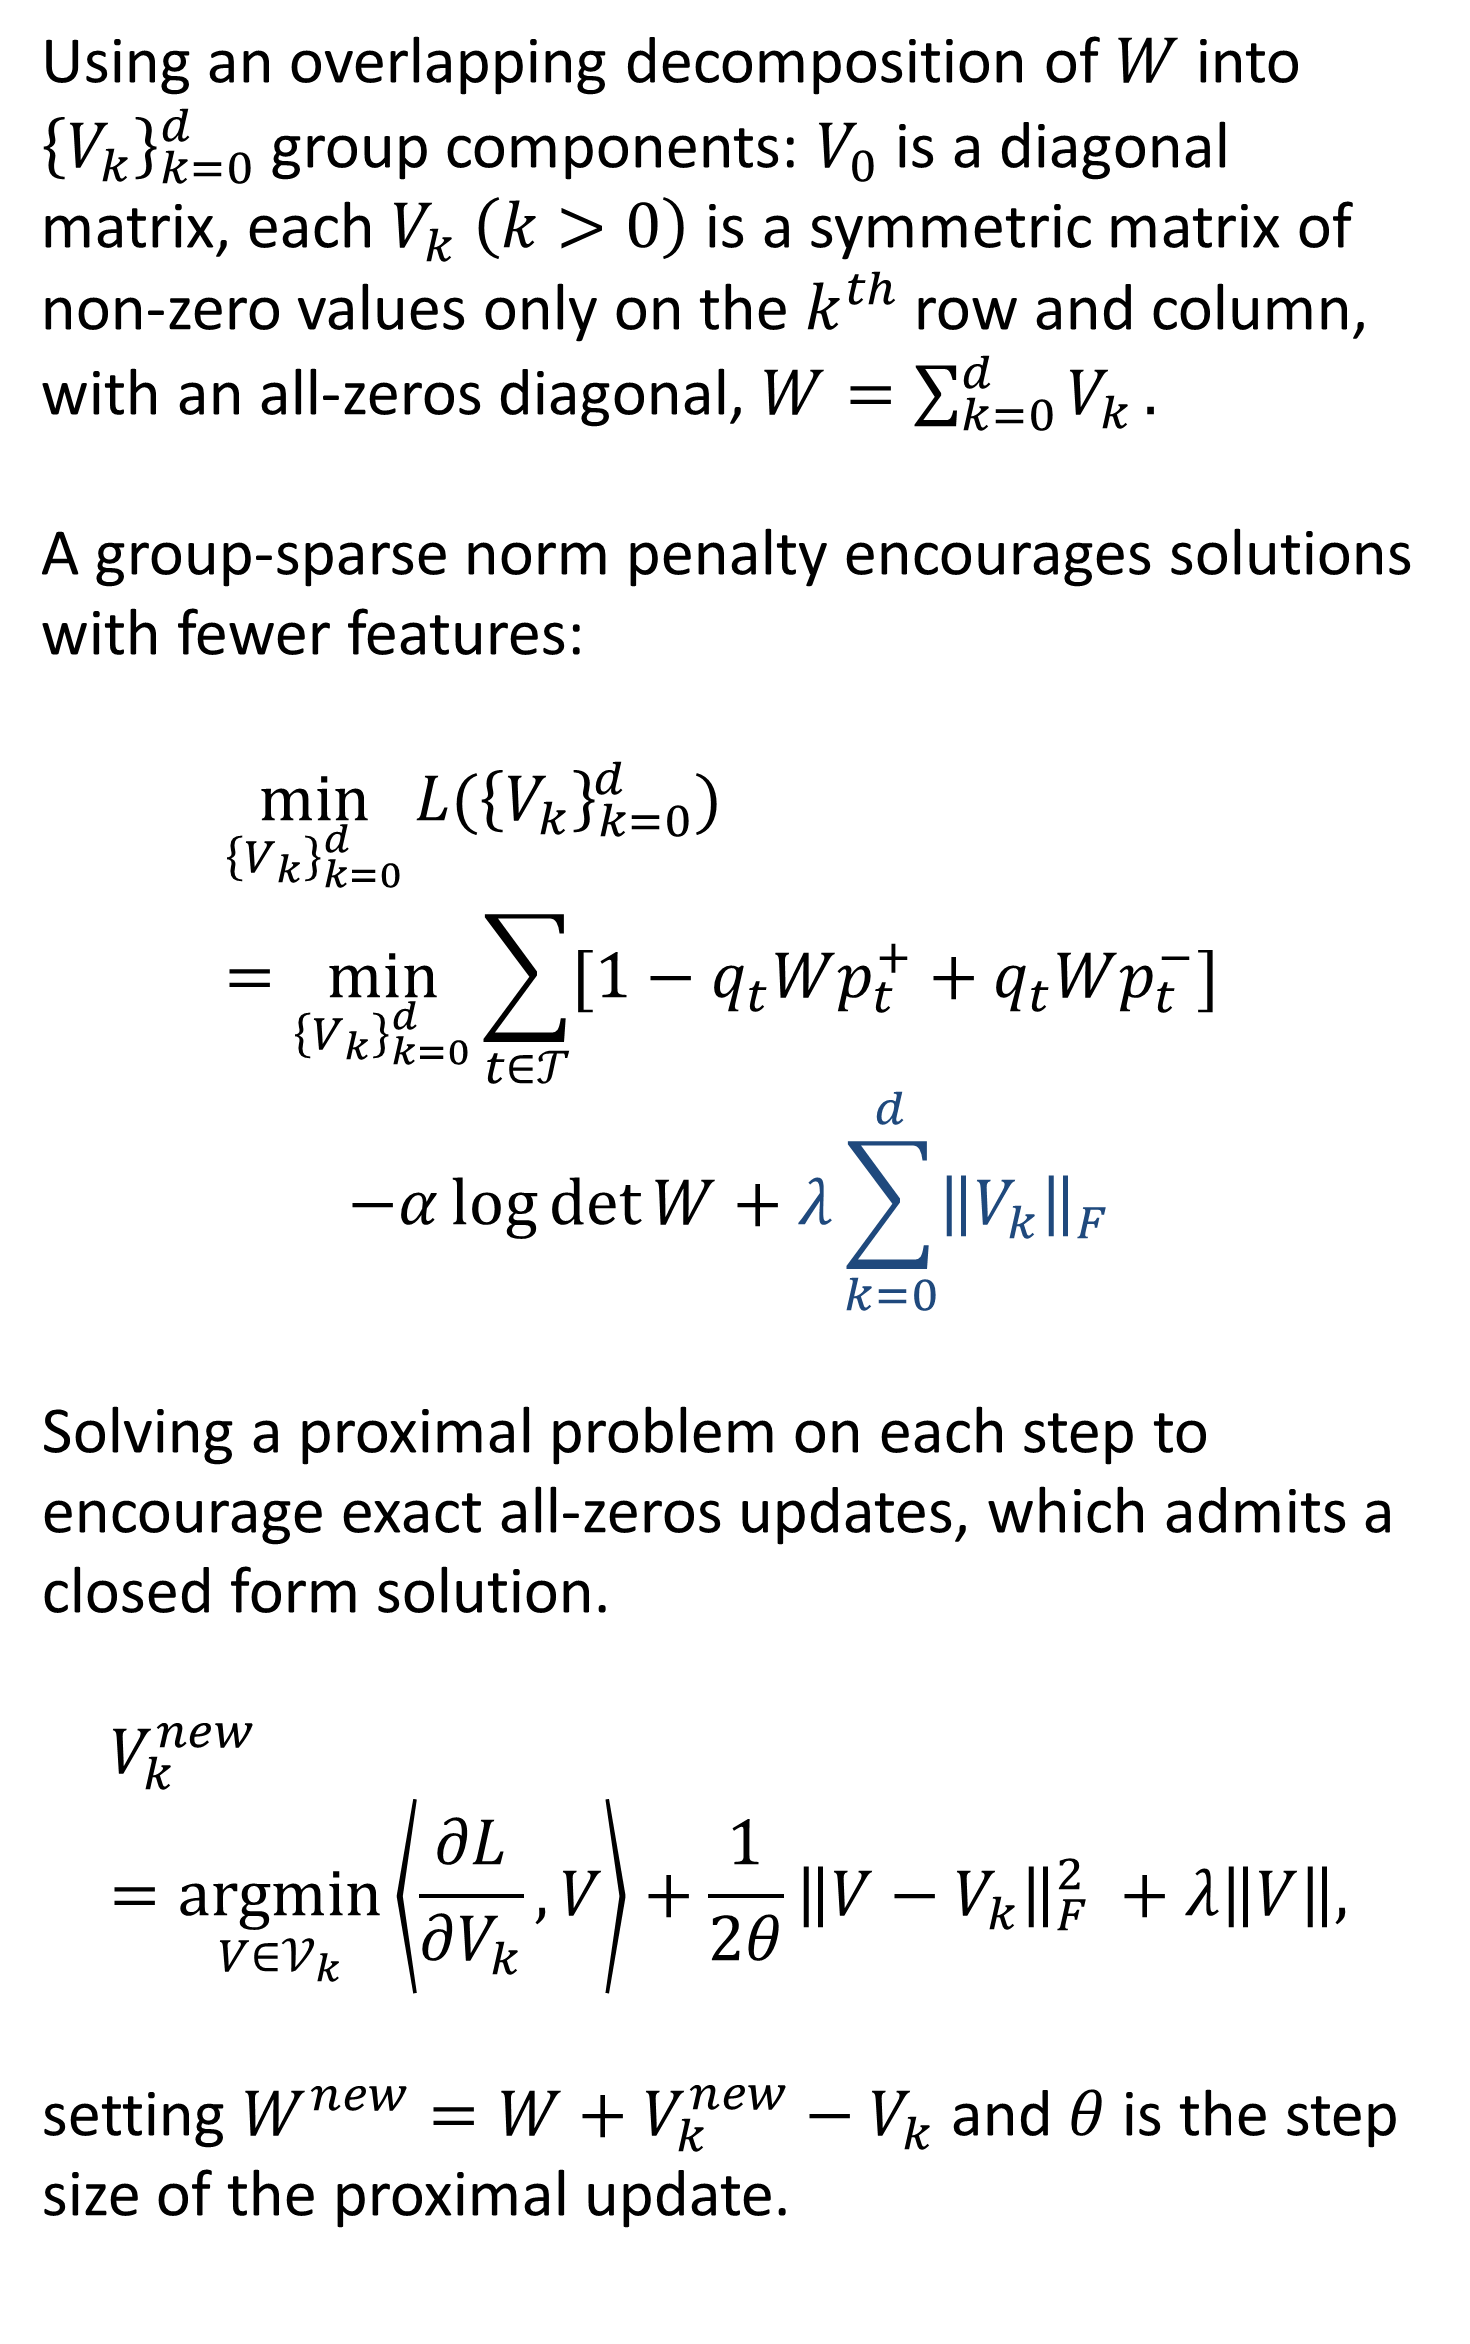 Using an overlapping decomposition of W into
{V_k}_{k=0}^d group components: V_0 is a diagonal
matrix, each V_k (k > 0) is a symmetric matrix of
non-zero values only on the k^{th} row and column,
with an all-zeros diagonal, W = ∑_{k=0}^d V_k .
A group-sparse norm penalty encourages solutions
with fewer features:
min_{{V_k}_{k=0}^d} L({V_k}_{k=0}^d)
= min_{{V_k}_{k=0}^d} ∑_{t∈𝒯} [1 − q_t W p_t^+ + q_t W p_t^−]
−α log det W + λ ∑_{k=0}^d ‖V_k‖_F
Solving a proximal problem on each step to
encourage exact all-zeros updates, which admits a
closed form solution.
V_k^{new}
= argmin_{V∈𝒱_k} ⟨∂L/∂V_k , V⟩ + 1/2θ ‖V − V_k‖_F^2 + λ‖V‖,
setting W^{new} = W + V_k^{new} − V_k and θ is the step
size of the proximal update.